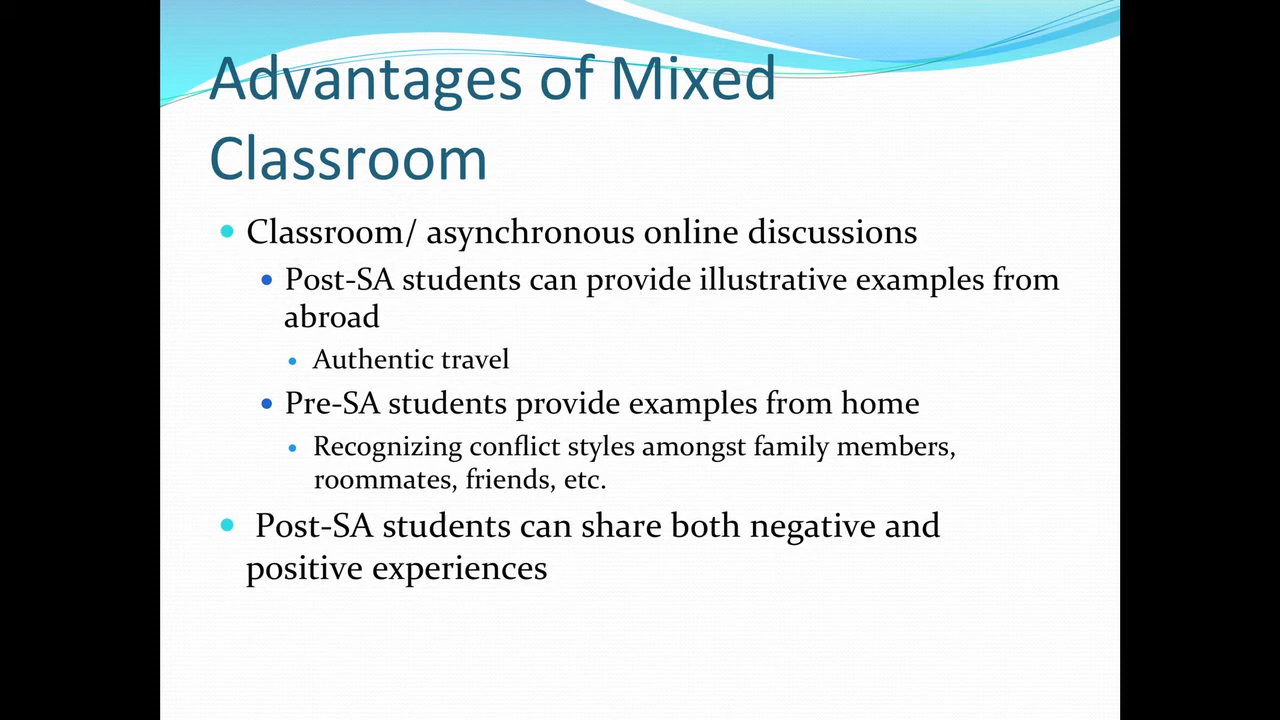 Advantages of Mixed
Classroom
Classroom/ asynchronous online discussions
Post-SA students can provide illustrative examples from
abroad
Authentic travel
Pre-SA students provide examples from home
Recognizing conflict styles amongst family members,
roommates, friends, etc.
Post-SA students can share both negative and
positive experiences